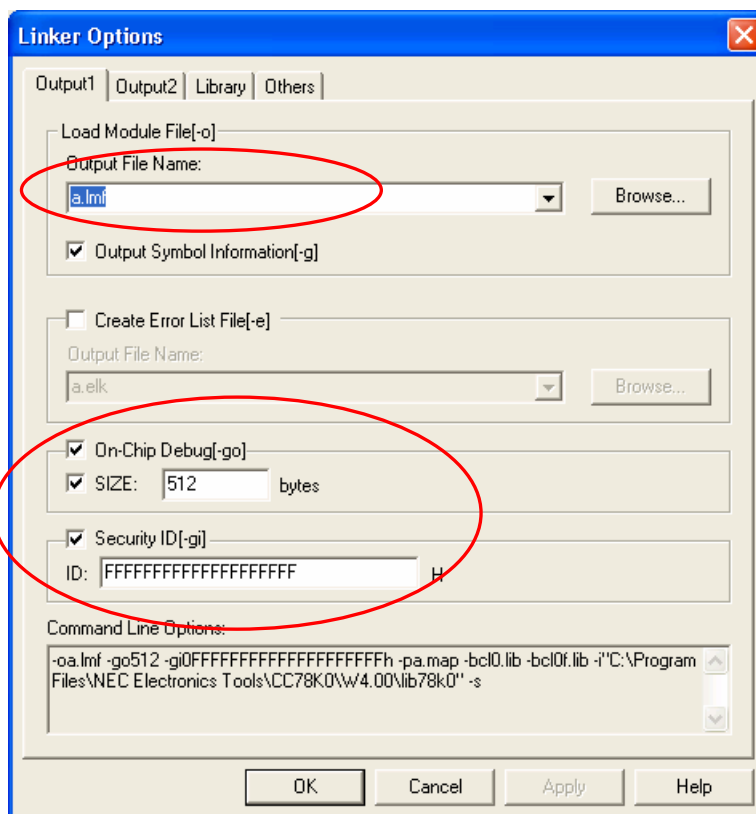 Linker Options
Output1 Output2 Library Others
Load Module File[-o]
Output File Name:
a.lmf
Browse...
Output Symbol Information[-g]
Create Error List File[-e]
Output File Name:
a.elk
Browse...
On-Chip Debug[-go]
SIZE: 512 bytes
Security ID[-gi]
ID: FFFFFFFFFFFFFFFFFFFF H
Command Line Options:
-oa.lmf -go512 -gi0FFFFFFFFFFFFFFFFFFFFh -pa.map -bcl0.lib -bcl0f.lib -i"C:\Program
Files\NEC Electronics Tools\CC78K0\W4.00\lib78k0" -s
OK Cancel Apply Help